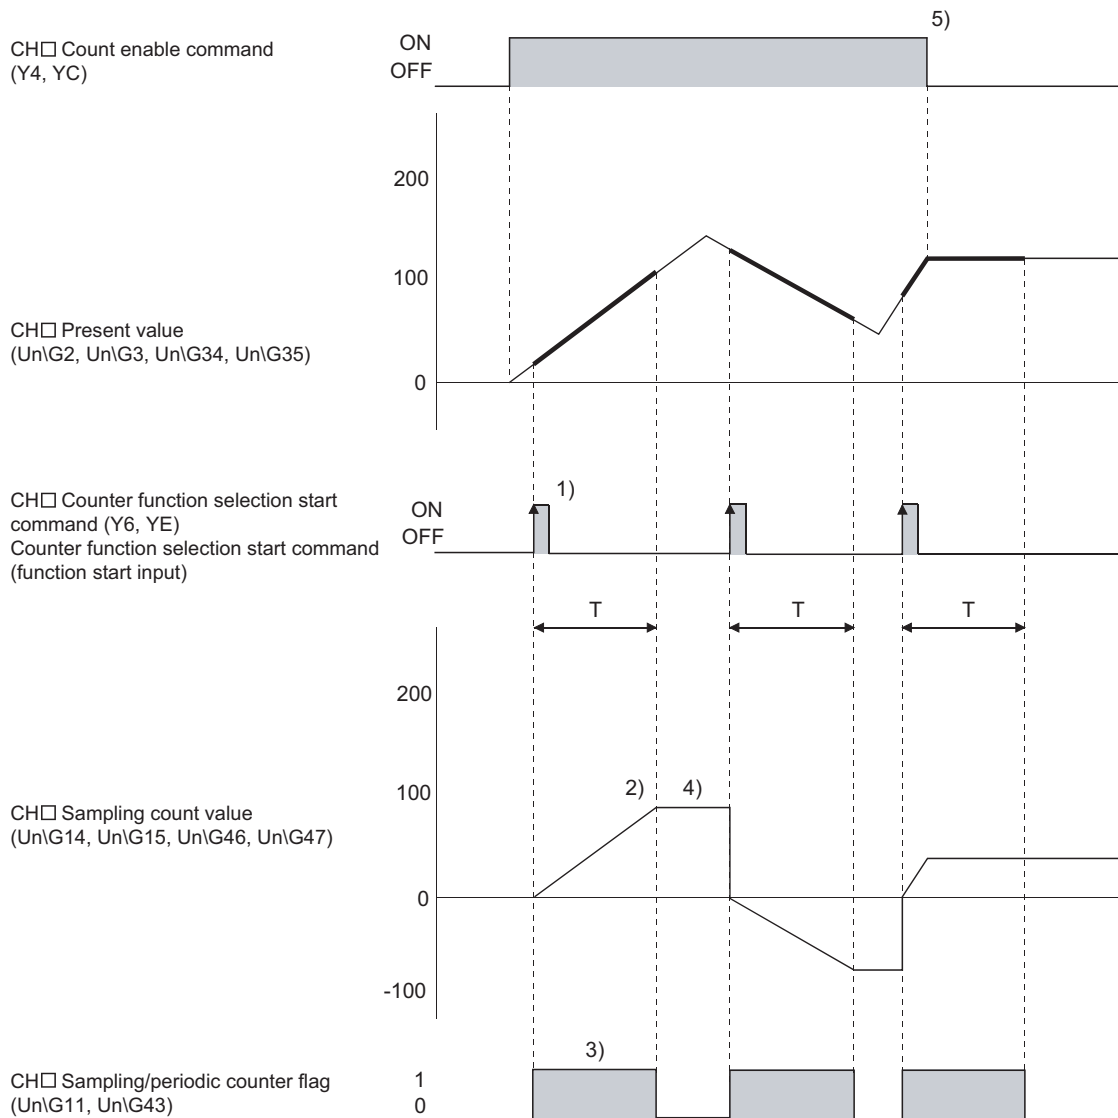 5)
CH□ Count enable command
(Y4, YC)
ON
OFF
200
100
0
CH□ Present value
(Un\G2, Un\G3, Un\G34, Un\G35)
CH□ Counter function selection start
command (Y6, YE)
Counter function selection start command
(function start input)
ON
OFF
1)
T
T
T
200
100
0
-100
2)
4)
CH□ Sampling count value
(Un\G14, Un\G15, Un\G46, Un\G47)
3)
CH□ Sampling/periodic counter flag
(Un\G11, Un\G43)
1
0